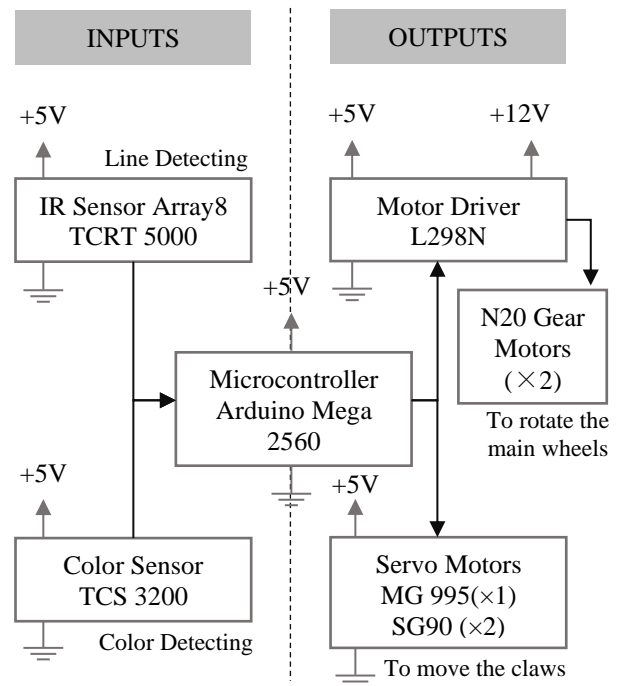 INPUTS
OUTPUTS
+5V
+5V
+12V
Line Detecting
IR Sensor Array8
TCRT 5000
Motor Driver
L298N
+5V
N20 Gear
Motors
(×2)
Microcontroller
Arduino Mega
2560
To rotate the
main wheels
+5V
+5V
Color Sensor
TCS 3200
Servo Motors
MG 995(×1)
SG90 (×2)
Color Detecting
To move the claws